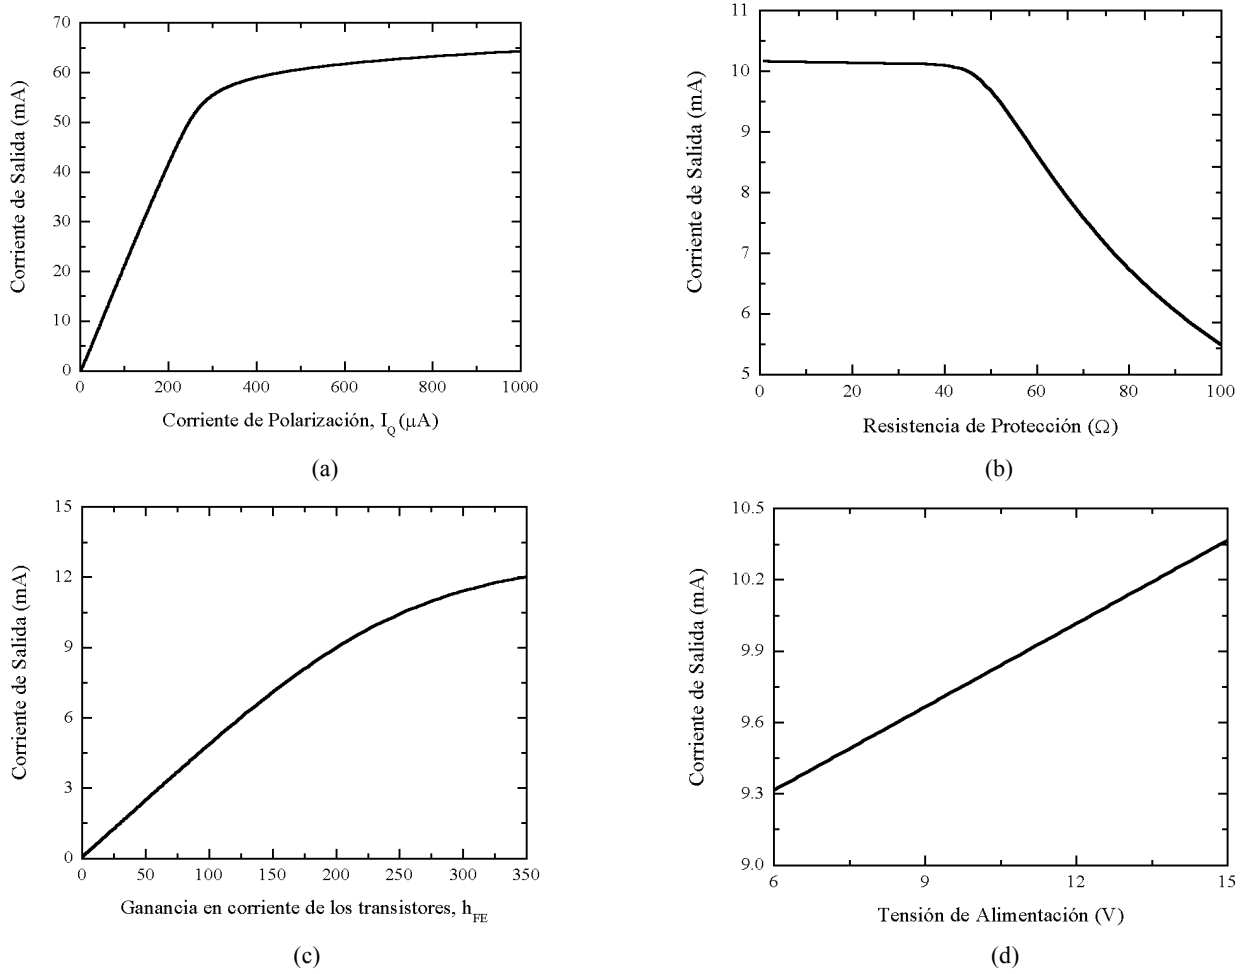 70
60
50
40
30
20
10
0
Corriente de Salida (mA)
0 200 400 600 800 1000
Corriente de Polarización, I_Q (μA)
(a)
11
10
9
8
7
6
5
Corriente de Salida (mA)
0 20 40 60 80 100
Resistencia de Protección (Ω)
(b)
15
12
9
6
3
0
Corriente de Salida (mA)
0 50 100 150 200 250 300 350
Ganancia en corriente de los transistores, h_FE
(c)
10.5
10.2
9.9
9.6
9.3
9.0
Corriente de Salida (mA)
6 9 12 15
Tensión de Alimentación (V)
(d)